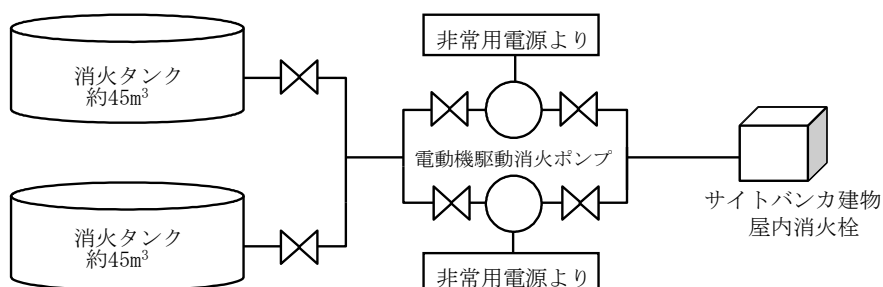 非常用電源より
消火タンク
約45m³
電動機駆動消火ポンプ
サイトバンカ建物
屋内消火栓
消火タンク
約45m³
非常用電源より